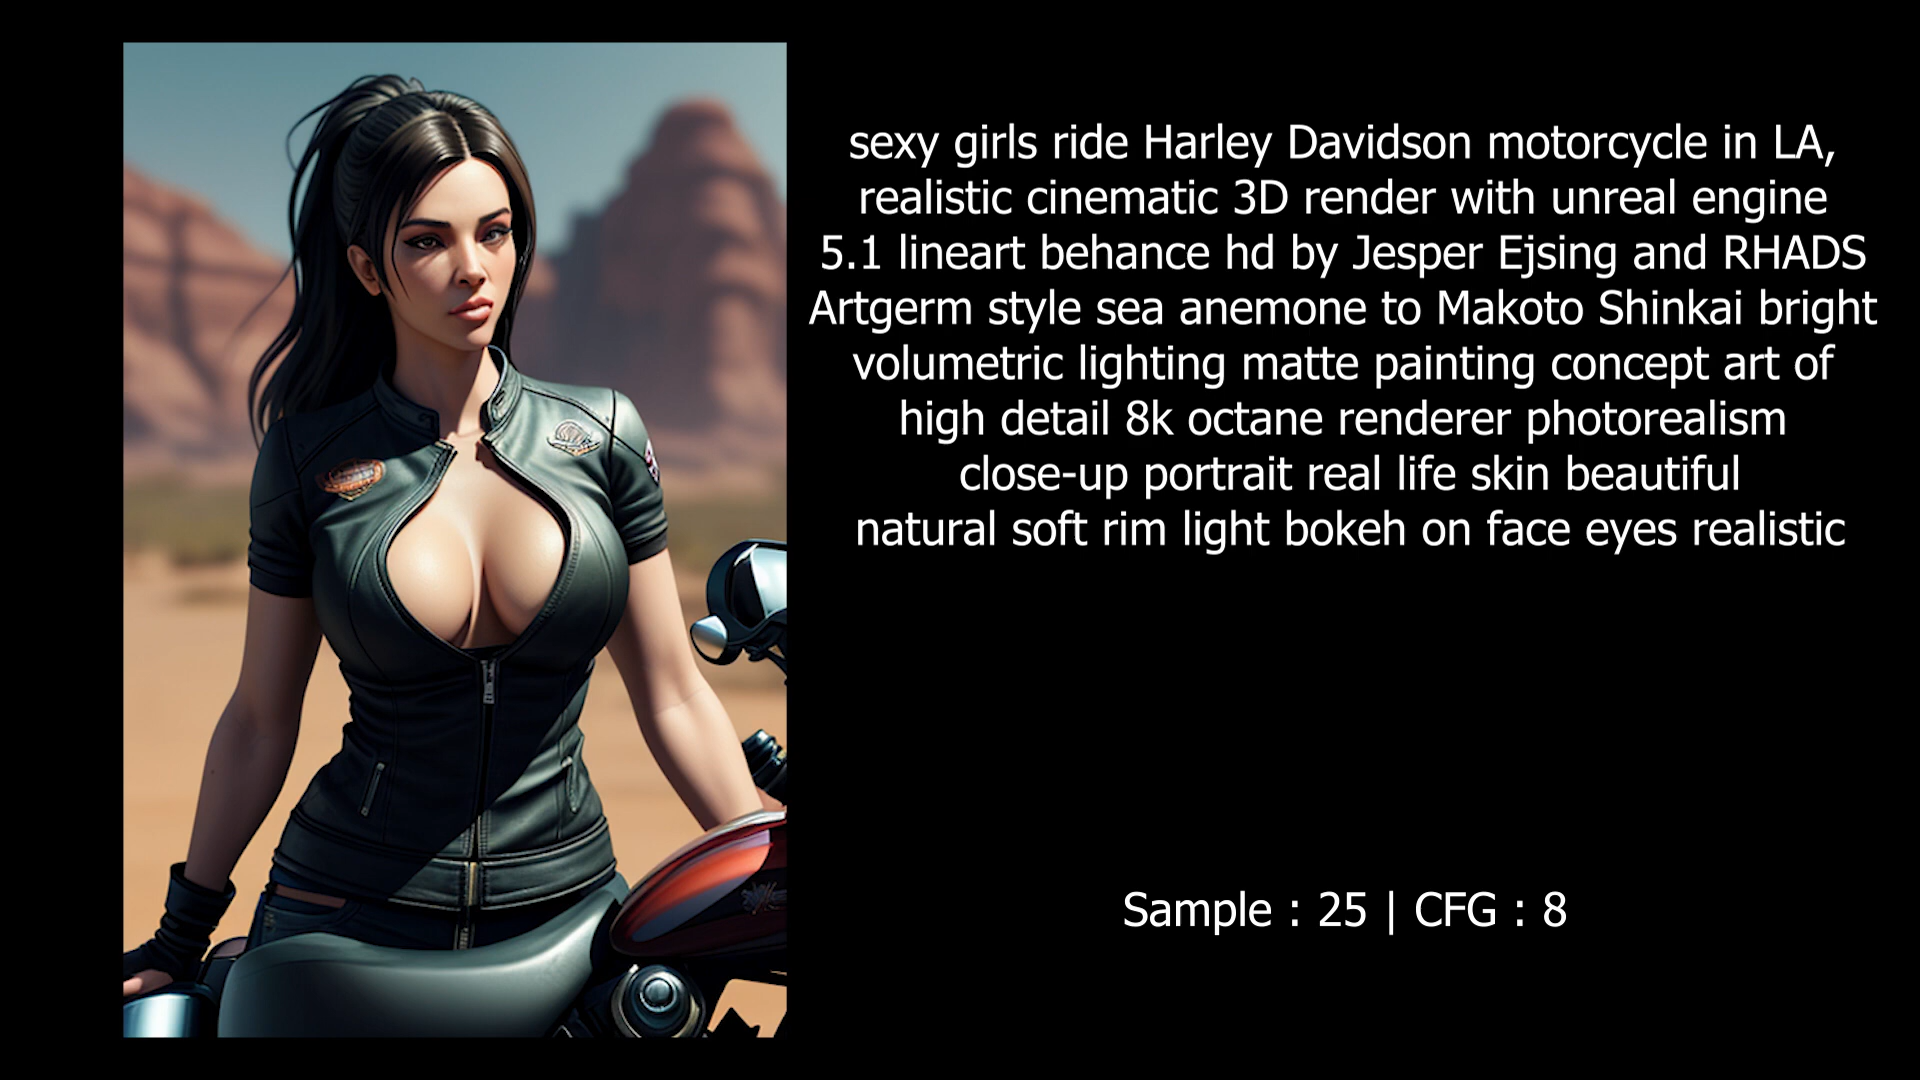 sexy girls ride Harley Davidson motorcycle in LA,
realistic cinematic 3D render with unreal engine
5.1 lineart behance hd by Jesper Ejsing and RHADS
Artgerm style sea anemone to Makoto Shinkai bright
volumetric lighting matte painting concept art of
high detail 8k octane renderer photorealism
close-up portrait real life skin beautiful
natural soft rim light bokeh on face eyes realistic
Sample : 25 | CFG : 8